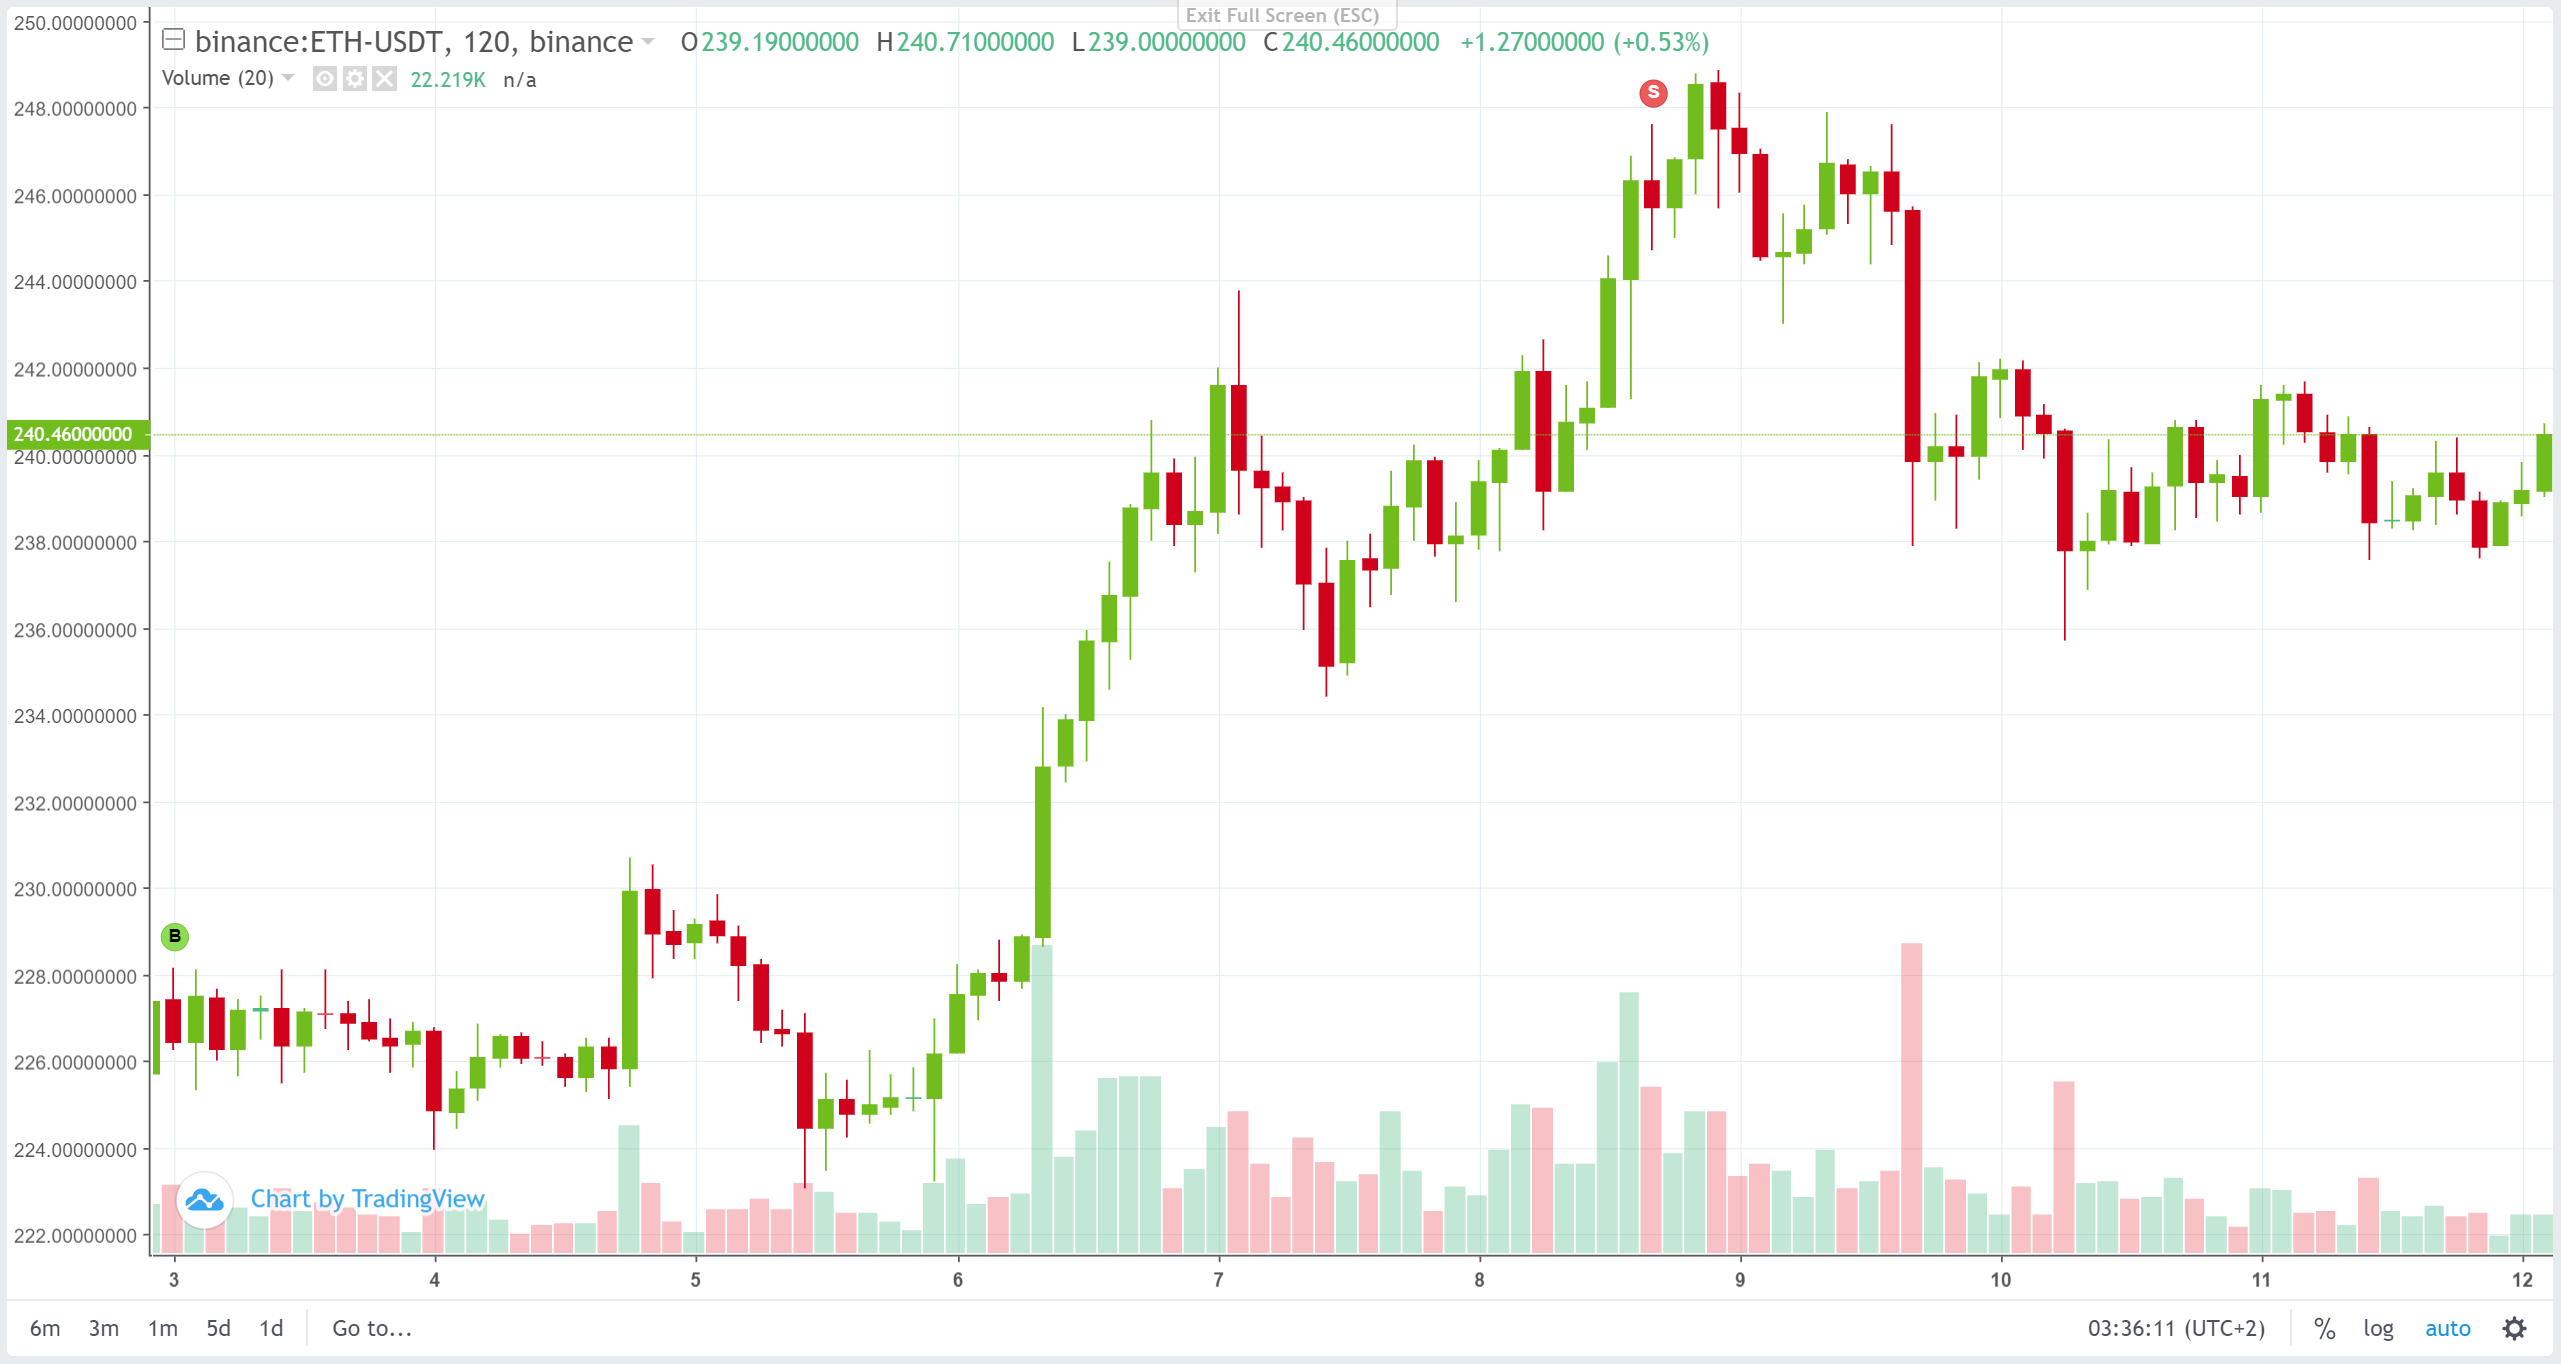 Exit Full Screen (ESC)
binance:ETH-USDT, 120, binance O239.19000000 H240.71000000 L239.00000000 C240.46000000 +1.27000000 (+0.53%)
Volume (20) 22.219K n/a
250.00000000
248.00000000
246.00000000
244.00000000
242.00000000
240.46000000
240.00000000
238.00000000
236.00000000
234.00000000
232.00000000
230.00000000
228.00000000
226.00000000
224.00000000
222.00000000
S
B
Chart by TradingView
3 4 5 6 7 8 9 10 11 12
6m 3m 1m 5d 1d Go to... 03:36:11 (UTC+2) % log auto